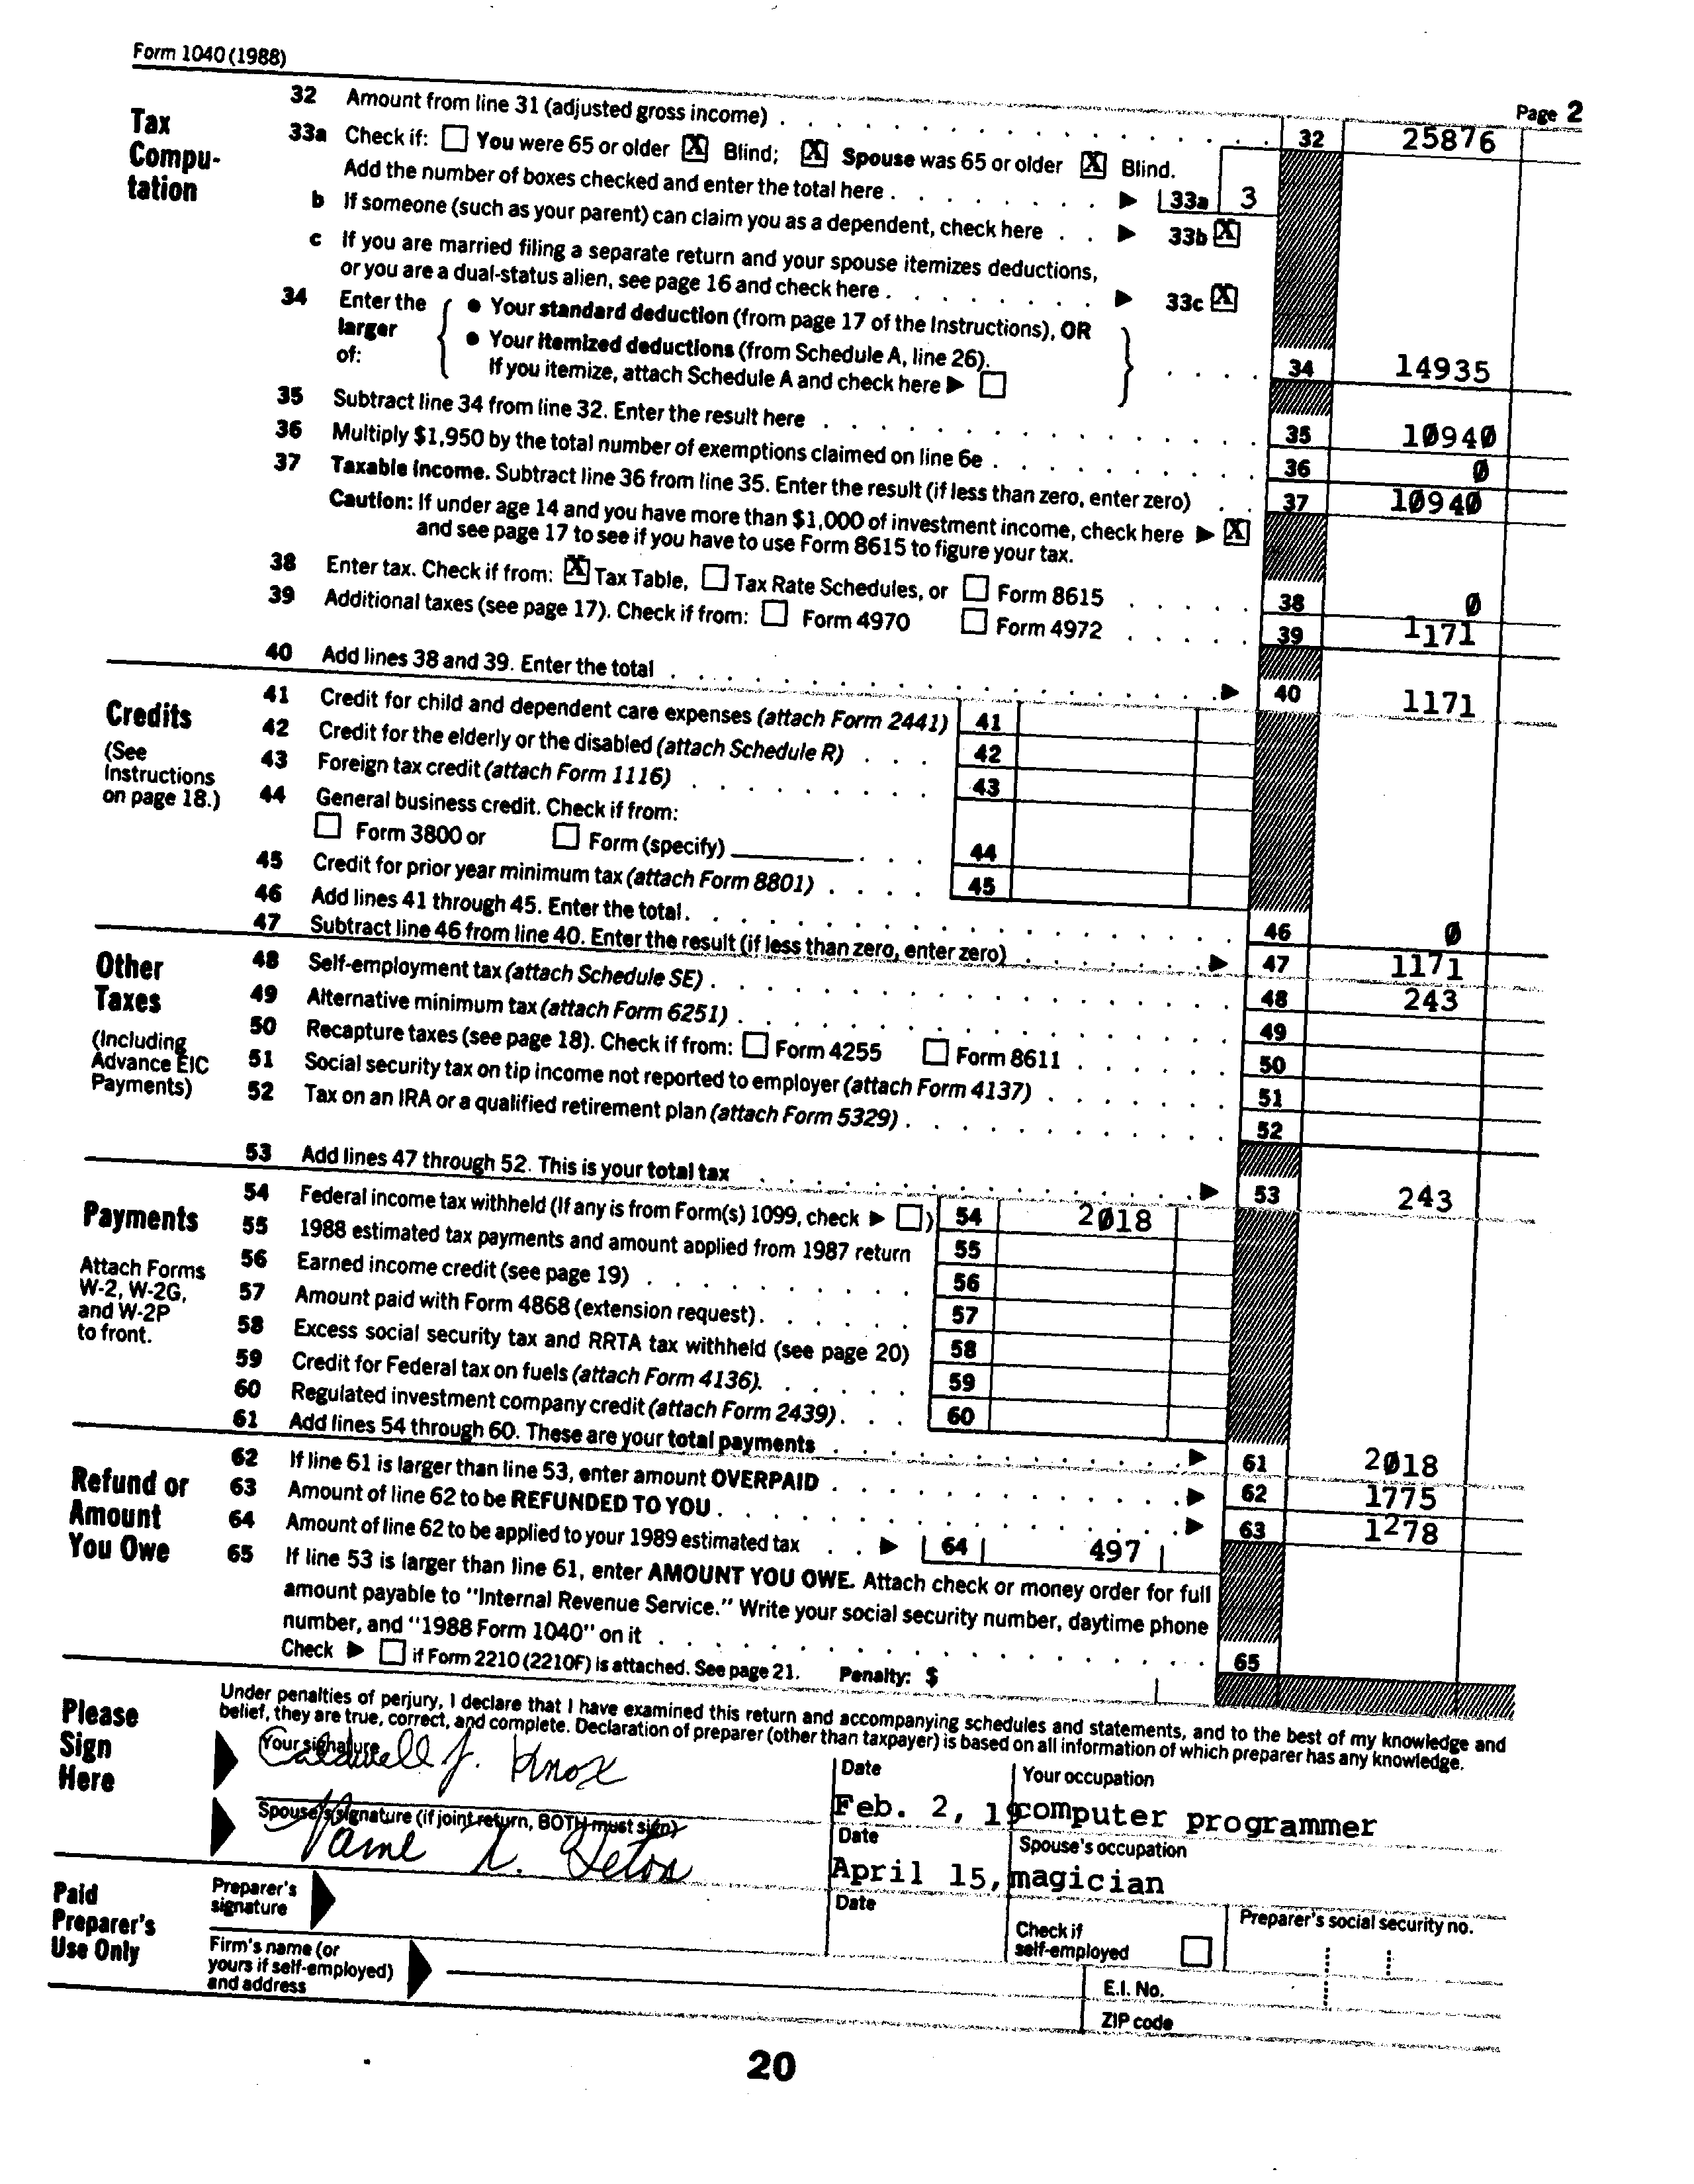 Form 1040 (1988)
Page 2
Tax Compu-tation
32 Amount from line 31 (adjusted gross income) 32 25876
33a Check if: ☐ You were 65 or older ☒ Blind; ☒ Spouse was 65 or older ☒ Blind.
Add the number of boxes checked and enter the total here ▶ 33a 3
b If someone (such as your parent) can claim you as a dependent, check here ▶ 33b ☒
c If you are married filing a separate return and your spouse itemizes deductions,
or you are a dual-status alien, see page 16 and check here ▶ 33c ☒
34 Enter the larger of: { ● Your standard deduction (from page 17 of the Instructions), OR
● Your itemized deductions (from Schedule A, line 26).
If you itemize, attach Schedule A and check here ▶ ☐ } 34 14935
35 Subtract line 34 from line 32. Enter the result here 35 10940
36 Multiply $1,950 by the total number of exemptions claimed on line 6e 36 0
37 Taxable income. Subtract line 36 from line 35. Enter the result (if less than zero, enter zero) 37 10940
Caution: If under age 14 and you have more than $1,000 of investment income, check here ▶ ☒
and see page 17 to see if you have to use Form 8615 to figure your tax.
38 Enter tax. Check if from: ☒ Tax Table, ☐ Tax Rate Schedules, or ☐ Form 8615 38 0
39 Additional taxes (see page 17). Check if from: ☐ Form 4970 ☐ Form 4972 39 1171
40 Add lines 38 and 39. Enter the total ▶ 40 1171
Credits
(See Instructions on page 18.)
41 Credit for child and dependent care expenses (attach Form 2441) 41
42 Credit for the elderly or the disabled (attach Schedule R) 42
43 Foreign tax credit (attach Form 1116) 43
44 General business credit. Check if from:
☐ Form 3800 or ☐ Form (specify) 44
45 Credit for prior year minimum tax (attach Form 8801) 45
46 Add lines 41 through 45. Enter the total 46 0
47 Subtract line 46 from line 40. Enter the result (if less than zero, enter zero) ▶ 47 1171
Other Taxes
(Including Advance EIC Payments)
48 Self-employment tax (attach Schedule SE) 48 243
49 Alternative minimum tax (attach Form 6251) 49
50 Recapture taxes (see page 18). Check if from: ☐ Form 4255 ☐ Form 8611 50
51 Social security tax on tip income not reported to employer (attach Form 4137) 51
52 Tax on an IRA or a qualified retirement plan (attach Form 5329) 52
53 Add lines 47 through 52. This is your total tax ▶ 53 243
Payments
Attach Forms W-2, W-2G, and W-2P to front.
54 Federal income tax withheld (If any is from Form(s) 1099, check ▶ ☐) 54 2018
55 1988 estimated tax payments and amount applied from 1987 return 55
56 Earned income credit (see page 19) 56
57 Amount paid with Form 4868 (extension request) 57
58 Excess social security tax and RRTA tax withheld (see page 20) 58
59 Credit for Federal tax on fuels (attach Form 4136) 59
60 Regulated investment company credit (attach Form 2439) 60
61 Add lines 54 through 60. These are your total payments ▶ 61 2018
Refund or Amount You Owe
62 If line 61 is larger than line 53, enter amount OVERPAID ▶ 62 1775
63 Amount of line 62 to be REFUNDED TO YOU ▶ 63 1278
64 Amount of line 62 to be applied to your 1989 estimated tax ▶ 64 497
65 If line 53 is larger than line 61, enter AMOUNT YOU OWE. Attach check or money order for full
amount payable to "Internal Revenue Service." Write your social security number, daytime phone
number, and "1988 Form 1040" on it 65
Check ▶ ☐ if Form 2210 (2210F) is attached. See page 21. Penalty: $
Please Sign Here
Under penalties of perjury, I declare that I have examined this return and accompanying schedules and statements, and to the best of my knowledge and
belief, they are true, correct, and complete. Declaration of preparer (other than taxpayer) is based on all information of which preparer has any knowledge.
Your signature Caldwell J. Knox
Date Feb. 2, 19
Your occupation computer programmer
Spouse's signature (if joint return, BOTH must sign)
Date April 15,
Spouse's occupation magician
Paid Preparer's Use Only
Preparer's signature
Date
Check if self-employed ☐
Preparer's social security no.
Firm's name (or yours if self-employed) and address
E.I. No.
ZIP code
20